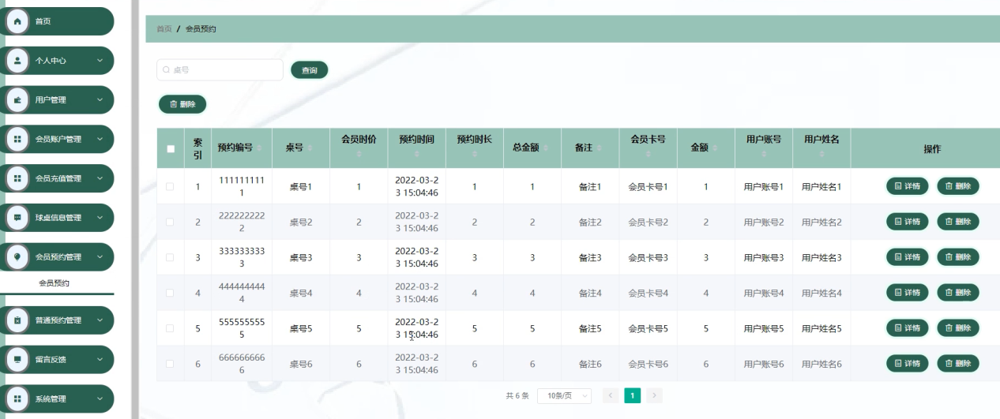 首页
个人中心
用户管理
会员账户管理
会员充值管理
球桌信息管理
会员预约管理
会员预约
普通预约管理
留言反馈
系统管理
首页 / 会员预约
桌号 查询
删除
索引 预约编号 桌号 会员时价 预约时间 预约时长 总金额 备注 会员卡号 金额 用户账号 用户姓名 操作
1 1111111111 桌号1 1 2022-03-23 15:04:46 1 1 备注1 会员卡号1 1 用户账号1 用户姓名1 详情 删除
2 2222222222 桌号2 2 2022-03-23 15:04:46 2 2 备注2 会员卡号2 2 用户账号2 用户姓名2 详情 删除
3 3333333333 桌号3 3 2022-03-23 15:04:46 3 3 备注3 会员卡号3 3 用户账号3 用户姓名3 详情 删除
4 4444444444 桌号4 4 2022-03-23 15:04:46 4 4 备注4 会员卡号4 4 用户账号4 用户姓名4 详情 删除
5 5555555555 桌号5 5 2022-03-23 15:04:46 5 5 备注5 会员卡号5 5 用户账号5 用户姓名5 详情 删除
6 6666666666 桌号6 6 2022-03-23 15:04:46 6 6 备注6 会员卡号6 6 用户账号6 用户姓名6 详情 删除
共 6 条 10条/页 1